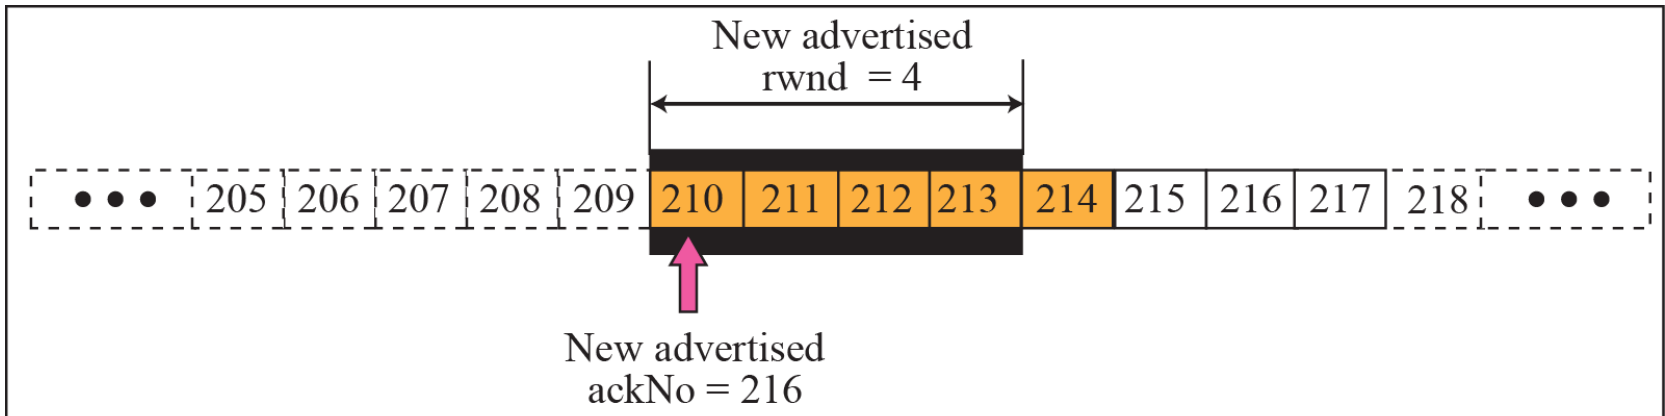 New advertised
rwnd = 4
••• 205 206 207 208 209 210 211 212 213 214 215 216 217 218 •••
New advertised
ackNo = 216